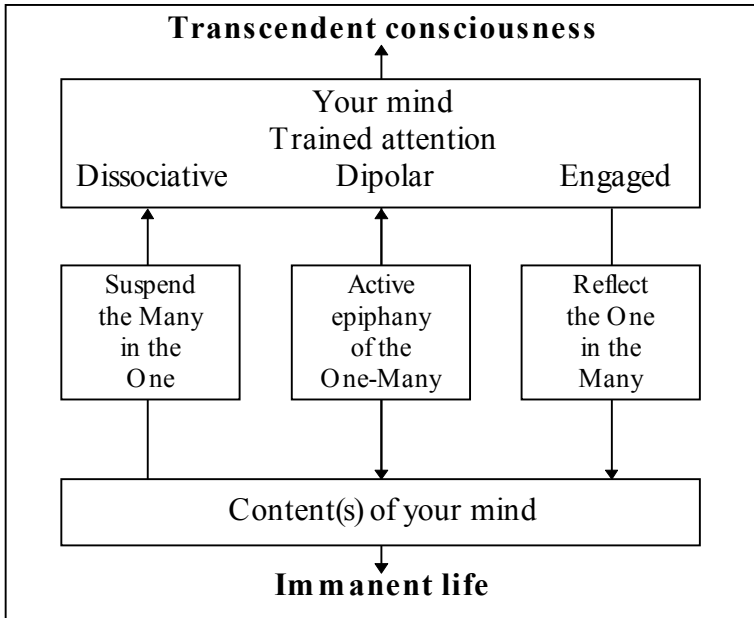 Transcendent consciousness
Your mind
Trained attention
Dissociative Dipolar Engaged
Suspend
the Many
in the
One
Active
epiphany
of the
One-Many
Reflect
the One
in the
Many
Content(s) of your mind
Immanent life